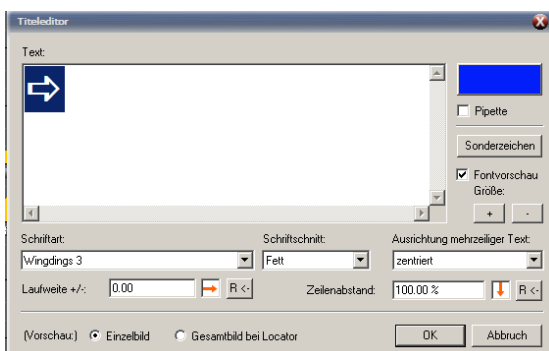 Titeleditor
Text:
Pipette
Sonderzeichen
Fontvorschau
Größe:
+ -
Schriftart: Schriftschnitt: Ausrichtung mehrzeiliger Text:
Wingdings 3 Fett zentriert
Laufweite +/-: 0.00 R <- Zeilenabstand: 100.00 % R <-
(Vorschau:) Einzelbild Gesamtbild bei Locator OK Abbruch